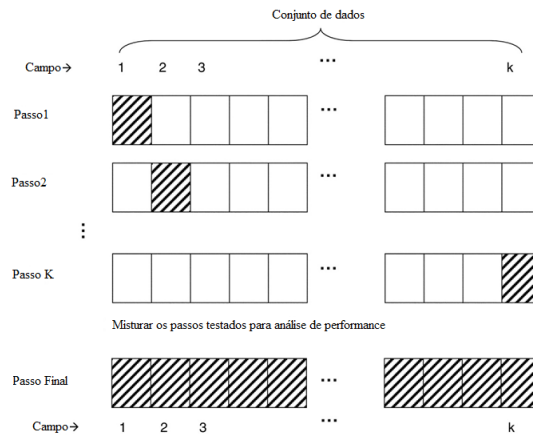 Conjunto de dados
Campo→ 1 2 3 ... k
Passo1 ...
Passo2 ...
⋮
Passo K ...
Misturar os passos testados para análise de performance
Passo Final ...
Campo→ 1 2 3 ... k